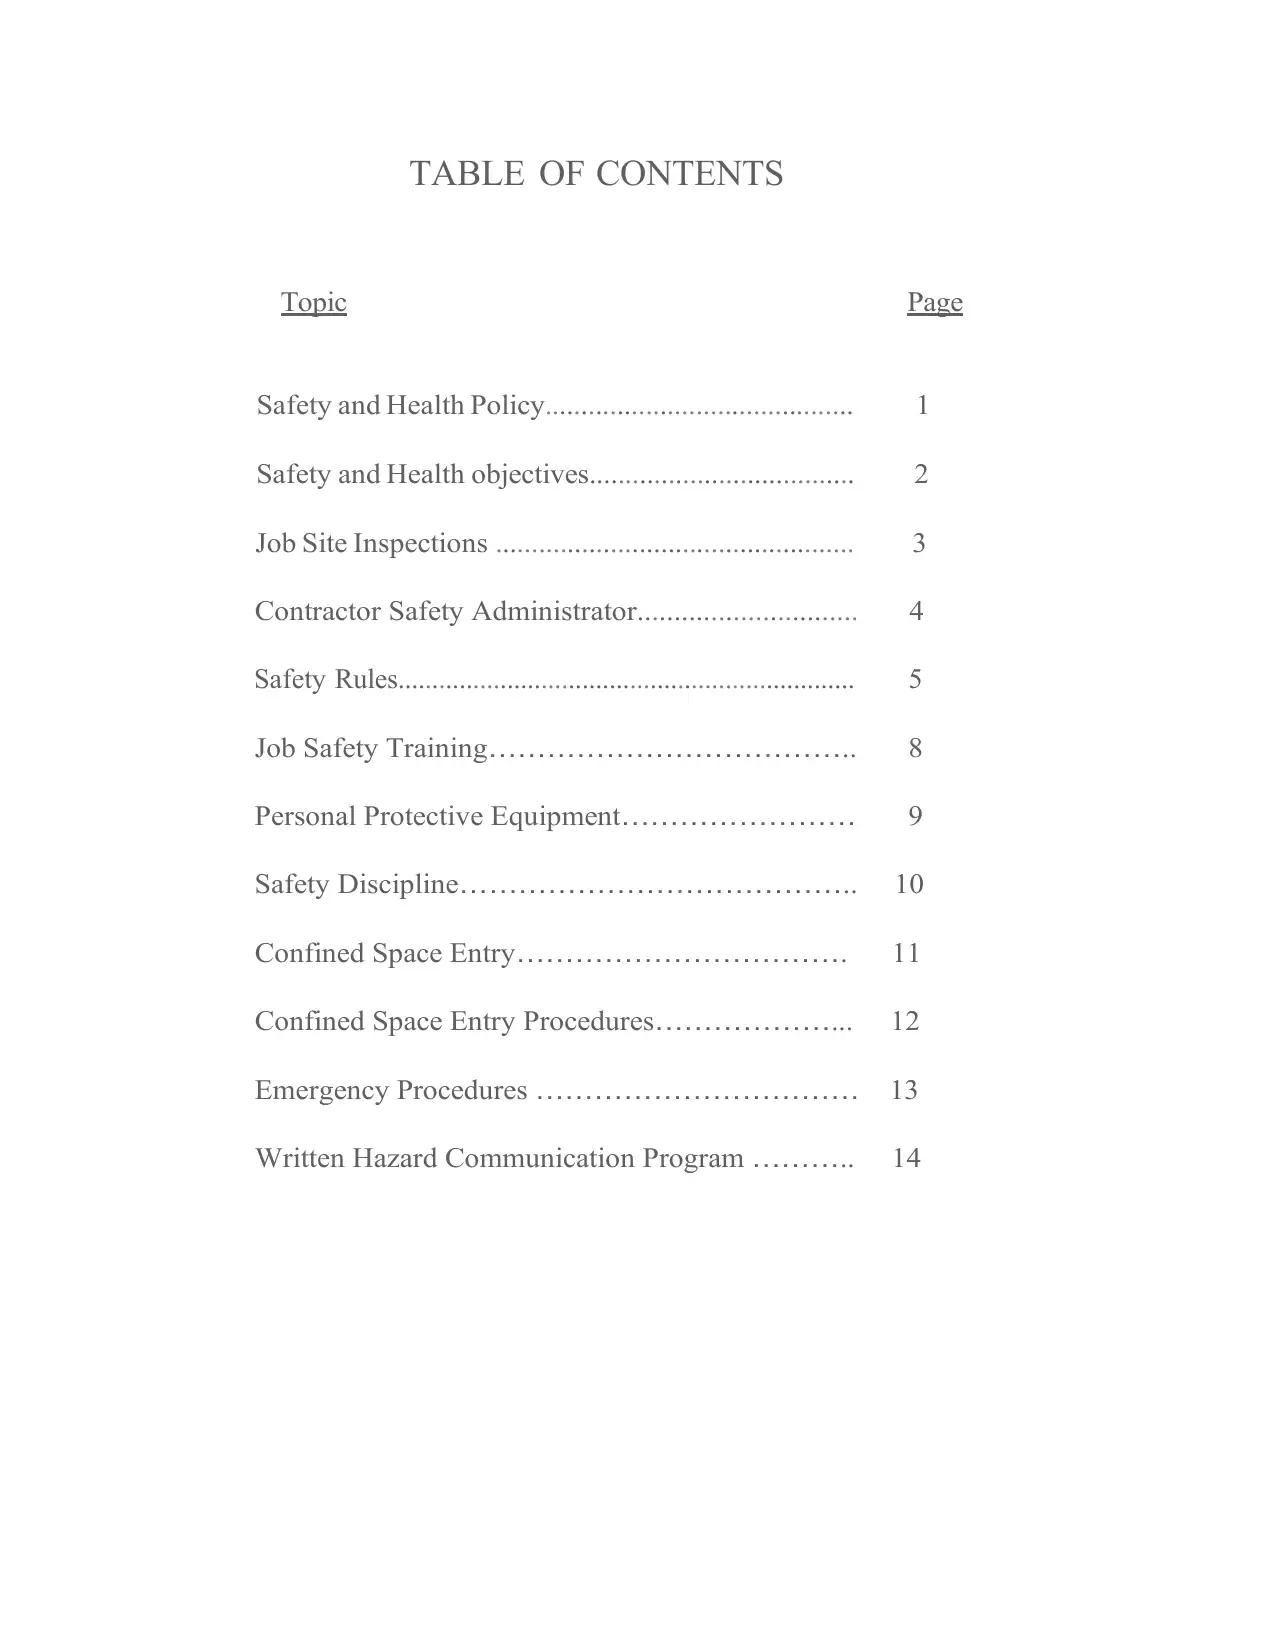 TABLE OF CONTENTS
Topic Page
Safety and Health Policy........................................... 1
Safety and Health objectives..................................... 2
Job Site Inspections .................................................. 3
Contractor Safety Administrator.............................. 4
Safety Rules.................................................................. 5
Job Safety Training……………………………….. 8
Personal Protective Equipment…………………… 9
Safety Discipline………………………………….. 10
Confined Space Entry……………………………. 11
Confined Space Entry Procedures………………... 12
Emergency Procedures …………………………… 13
Written Hazard Communication Program ……….. 14